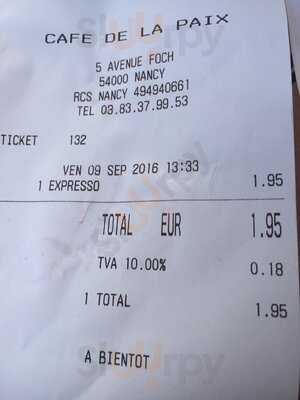 CAFE DE LA PAIX
5 AVENUE FOCH
54000 NANCY
RCS NANCY 494940661
TEL 03.83.37.99.53
TICKET 132
VEN 09 SEP 2016 13:33
1 EXPRESSO 1.95
TOTAL EUR 1.95
TVA 10.00% 0.18
1 TOTAL 1.95
A BIENTOT